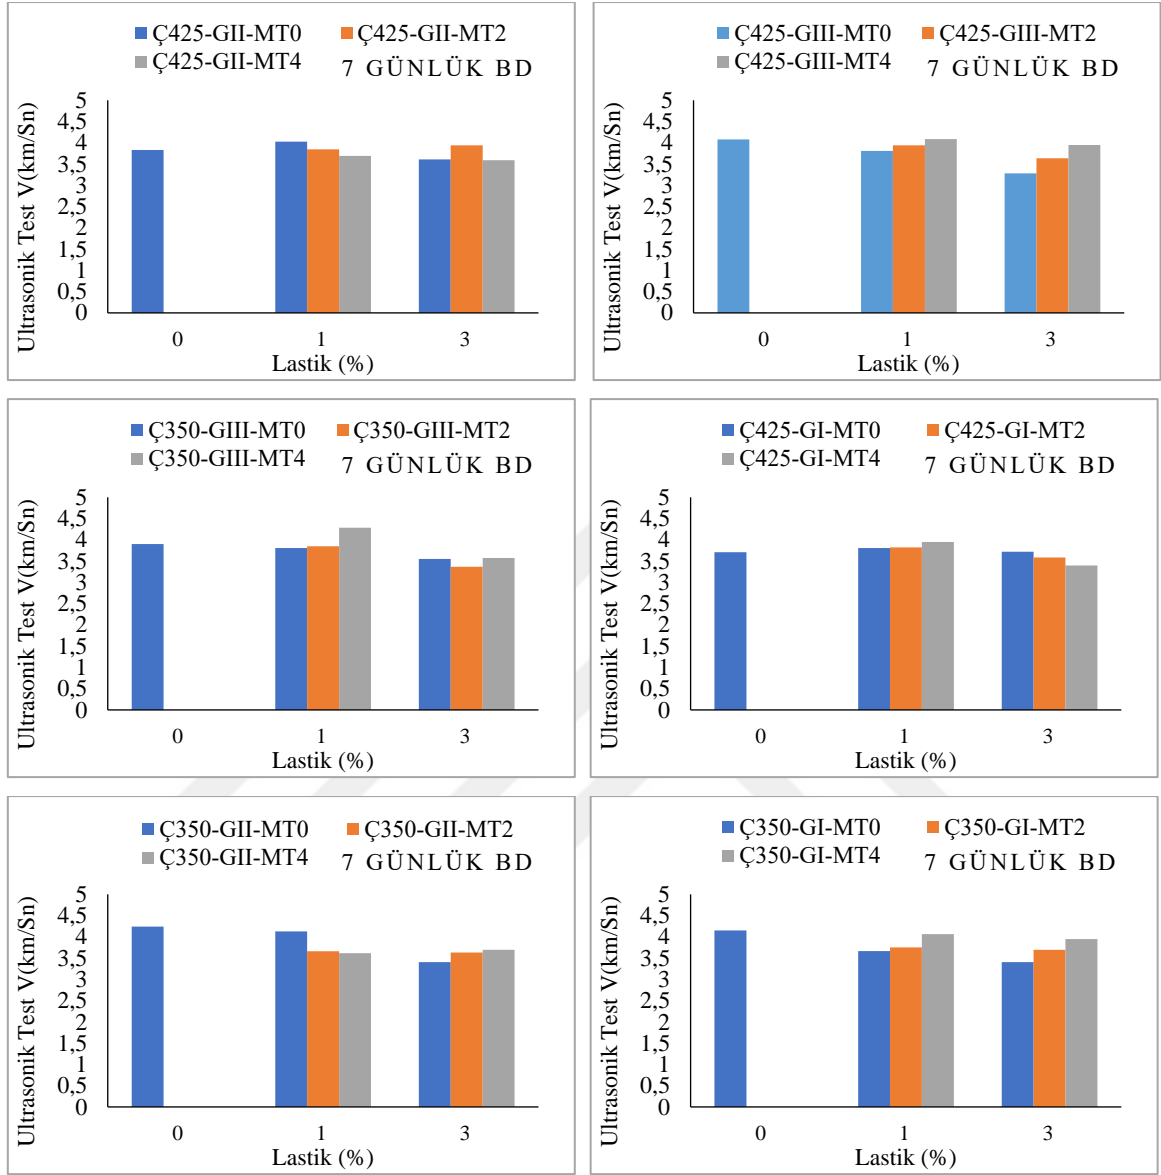 Ç425-GII-MT0 Ç425-GII-MT2
Ç425-GII-MT4 7 GÜNLÜK BD
Ultrasonik Test V(km/Sn)
5
4,5
4
3,5
3
2,5
2
1,5
1
0,5
0
0 1 3
Lastik (%)
Ç425-GIII-MT0 Ç425-GIII-MT2
Ç425-GIII-MT4 7 GÜNLÜK BD
Ultrasonik Test V(km/Sn)
5
4,5
4
3,5
3
2,5
2
1,5
1
0,5
0
0 1 3
Lastik (%)
Ç350-GIII-MT0 Ç350-GIII-MT2
Ç350-GIII-MT4 7 GÜNLÜK BD
Ultrasonik Test V(km/Sn)
5
4,5
4
3,5
3
2,5
2
1,5
1
0,5
0
0 1 3
Lastik (%)
Ç425-GI-MT0 Ç425-GI-MT2
Ç425-GI-MT4 7 GÜNLÜK BD
Ultrasonik Test V(km/Sn)
5
4,5
4
3,5
3
2,5
2
1,5
1
0,5
0
0 1 3
Lastik (%)
Ç350-GII-MT0 Ç350-GII-MT2
Ç350-GII-MT4 7 GÜNLÜK BD
Ultrasonik Test V(km/Sn)
5
4,5
4
3,5
3
2,5
2
1,5
1
0,5
0
0 1 3
Lastik (%)
Ç350-GI-MT0 Ç350-GI-MT2
Ç350-GI-MT4 7 GÜNLÜK BD
Ultrasonik Test V(km/Sn)
5
4,5
4
3,5
3
2,5
2
1,5
1
0,5
0
0 1 3
Lastik (%)